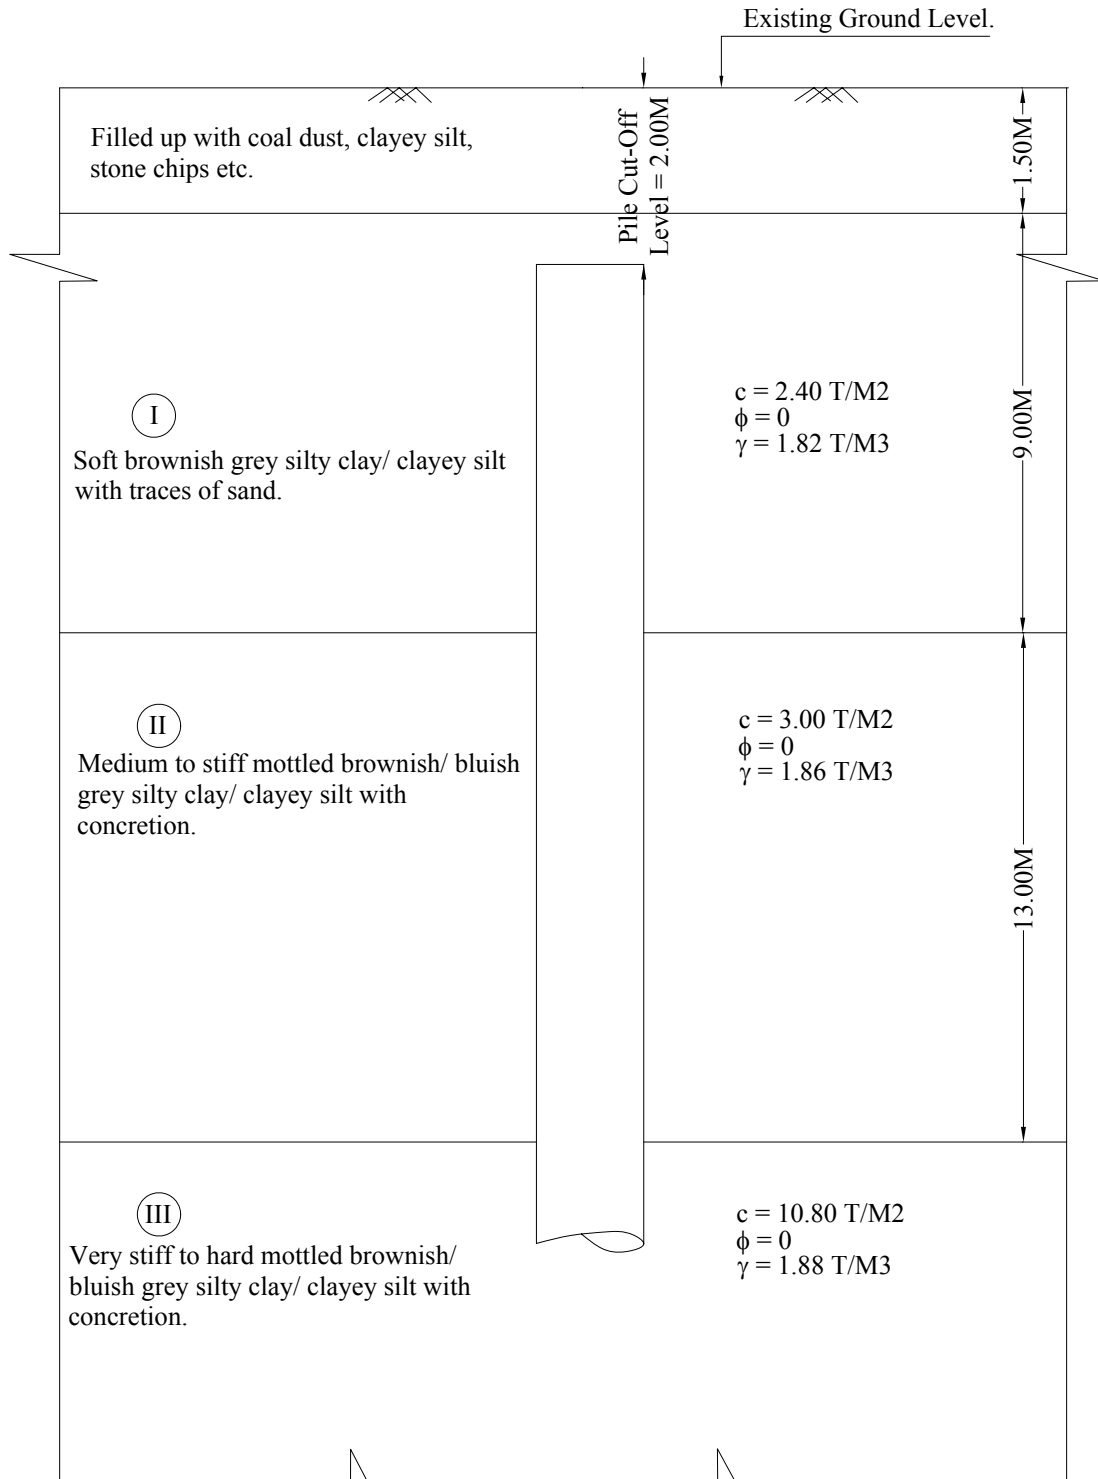 Existing Ground Level.
Filled up with coal dust, clayey silt,
stone chips etc.
Pile Cut-Off
Level = 2.00M
1.50M
I
Soft brownish grey silty clay/ clayey silt
with traces of sand.
c = 2.40 T/M2
ϕ = 0
γ = 1.82 T/M3
9.00M
II
Medium to stiff mottled brownish/ bluish
grey silty clay/ clayey silt with
concretion.
c = 3.00 T/M2
ϕ = 0
γ = 1.86 T/M3
13.00M
III
Very stiff to hard mottled brownish/
bluish grey silty clay/ clayey silt with
concretion.
c = 10.80 T/M2
ϕ = 0
γ = 1.88 T/M3